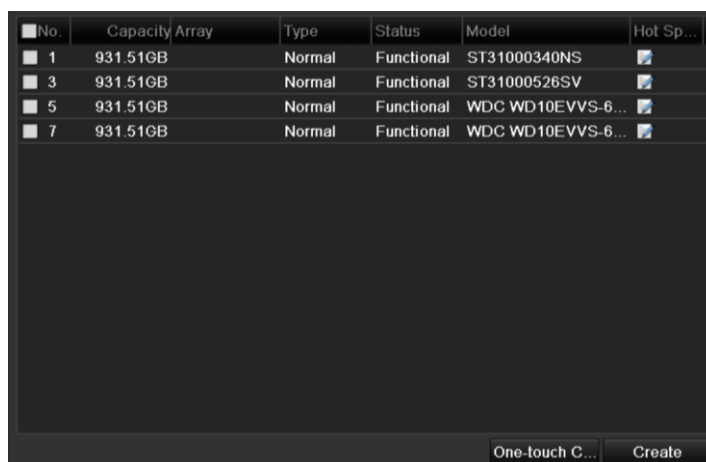 No. Capacity Array Type Status Model Hot Sp...
1 931.51GB Normal Functional ST31000340NS
3 931.51GB Normal Functional ST31000526SV
5 931.51GB Normal Functional WDC WD10EVVS-6...
7 931.51GB Normal Functional WDC WD10EVVS-6...
One-touch C... Create